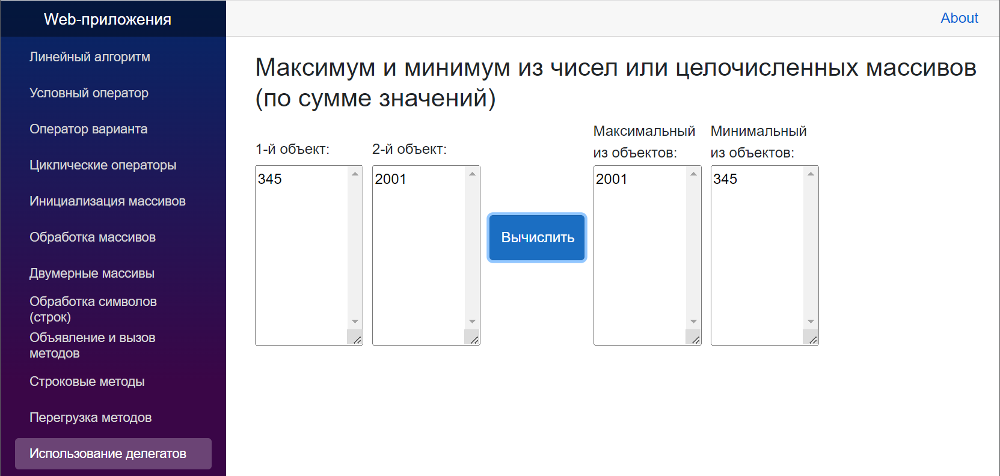 Web-приложения
About
Линейный алгоритм
Условный оператор
Оператор варианта
Циклические операторы
Инициализация массивов
Обработка массивов
Двумерные массивы
Обработка символов
(строк)
Объявление и вызов
методов
Строковые методы
Перегрузка методов
Использование делегатов
Максимум и минимум из чисел или целочисленных массивов
(по сумме значений)
1-й объект:
2-й объект:
Максимальный
из объектов:
Минимальный
из объектов:
345
2001
Вычислить
2001
345